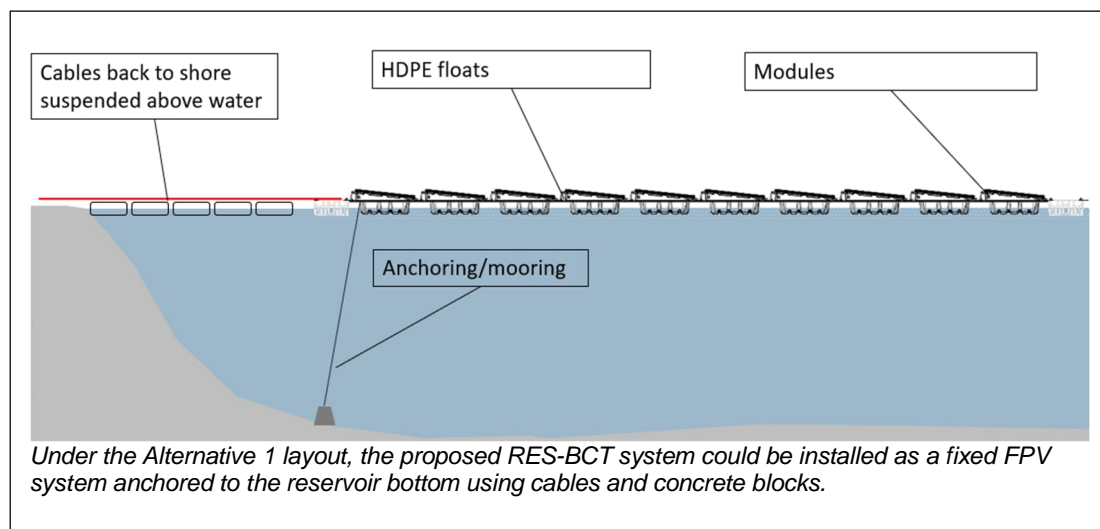 Cables back to shore
suspended above water
HDPE floats
Modules
Anchoring/mooring
Under the Alternative 1 layout, the proposed RES-BCT system could be installed as a fixed FPV
system anchored to the reservoir bottom using cables and concrete blocks.